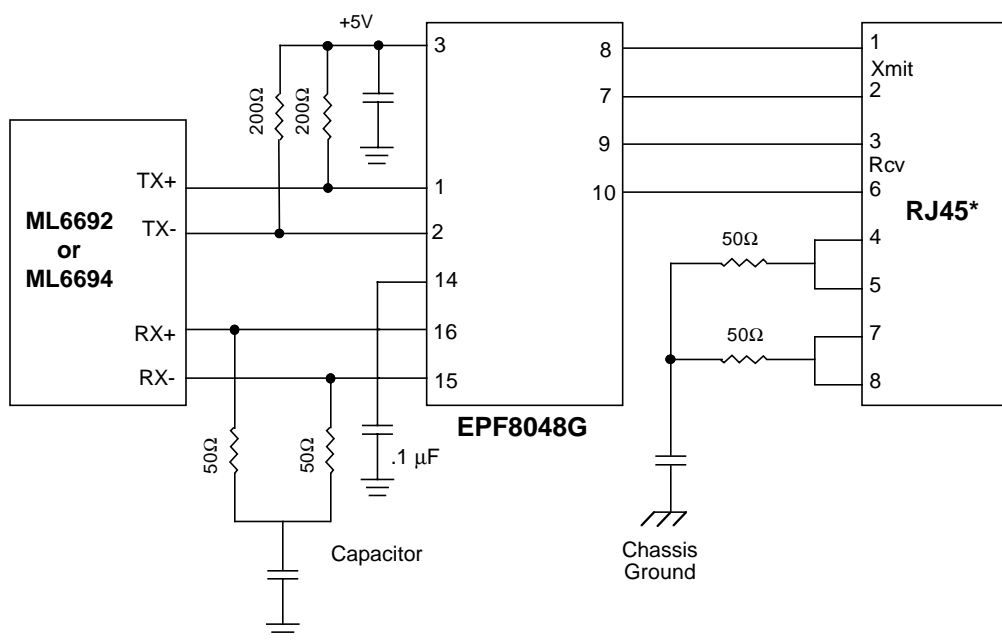 +5V
3
8
1
Xmit
7
2
200Ω
200Ω
9
3
Rcv
10
6
RJ45*
TX+
1
ML6692
or
ML6694
TX-
2
50Ω
4
5
14
RX+
16
50Ω
7
RX-
15
8
EPF8048G
50Ω
50Ω
.1 μF
Capacitor
Chassis
Ground